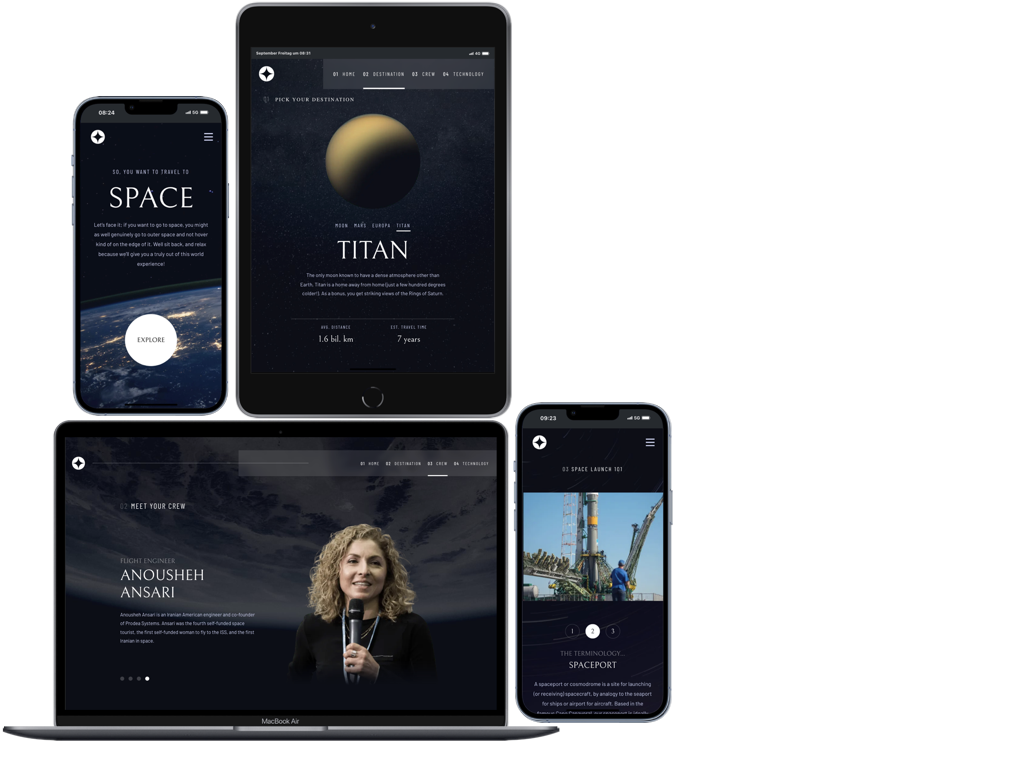 08:24
5G
SO, YOU WANT TO TRAVEL TO
SPACE
Let's face it: if you want to go to space, you might
as well genuinely go to outer space and not hover
kind of on the edge of it. Well sit back, and relax
because we'll give you a truly out of this world
experience!
EXPLORE
September Freitag um 08:31
4G
01 HOME 02 DESTINATION 03 CREW 04 TECHNOLOGY
PICK YOUR DESTINATION
MOON MARS EUROPA TITAN
TITAN
The only moon known to have a dense atmosphere other than
Earth, Titan is a home away from home (just a few hundred degrees
colder!). As a bonus, you get striking views of the Rings of Saturn.
AVG. DISTANCE EST. TRAVEL TIME
1.6 bil. km 7 years
01 HOME 02 DESTINATION 03 CREW 04 TECHNOLOGY
02 MEET YOUR CREW
FLIGHT ENGINEER
ANOUSHEH
ANSARI
Anousheh Ansari is an Iranian American engineer and co-founder
of Prodea Systems. Ansari was the fourth self-funded space
tourist, the first self-funded woman to fly to the ISS, and the first
Iranian in space.
MacBook Air
09:23
5G
03 SPACE LAUNCH 101
1 2 3
THE TERMINOLOGY...
SPACEPORT
A spaceport or cosmodrome is a site for launching
(or receiving) spacecraft, by analogy to the seaport
for ships or airport for aircraft. Based in the
famous Cape Canaveral, our spaceport is ideally